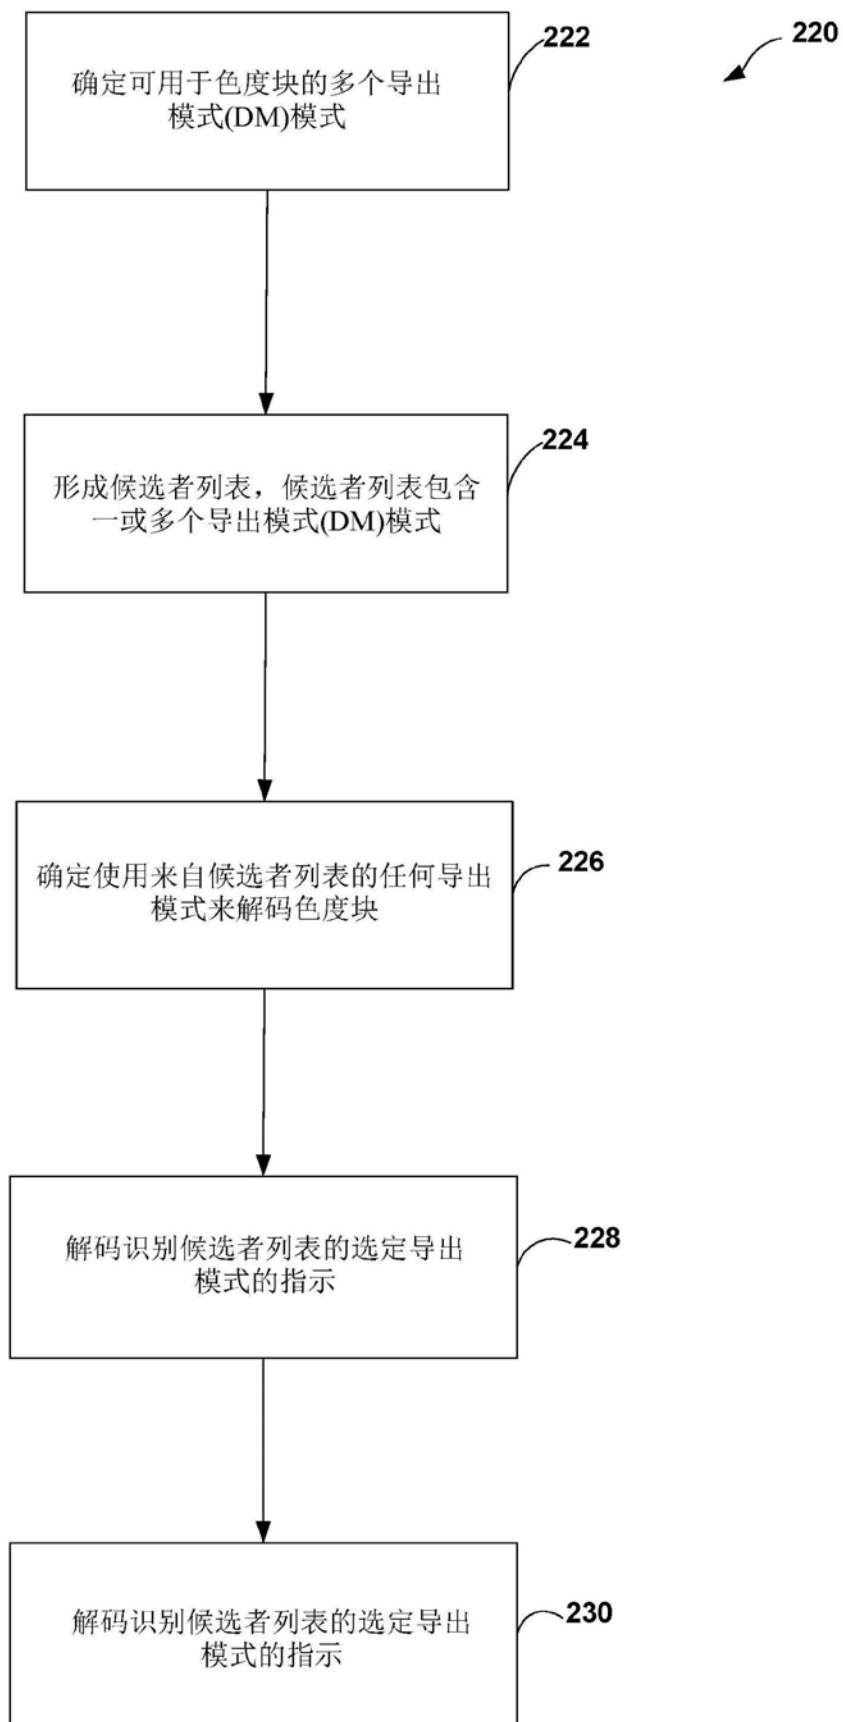 222
220
确定可用于色度块的多个导出
模式(DM)模式
224
形成候选者列表，候选者列表包含
一或多个导出模式(DM)模式
226
确定使用来自候选者列表的任何导出
模式来解码色度块
228
解码识别候选者列表的选定导出
模式的指示
230
解码识别候选者列表的选定导出
模式的指示